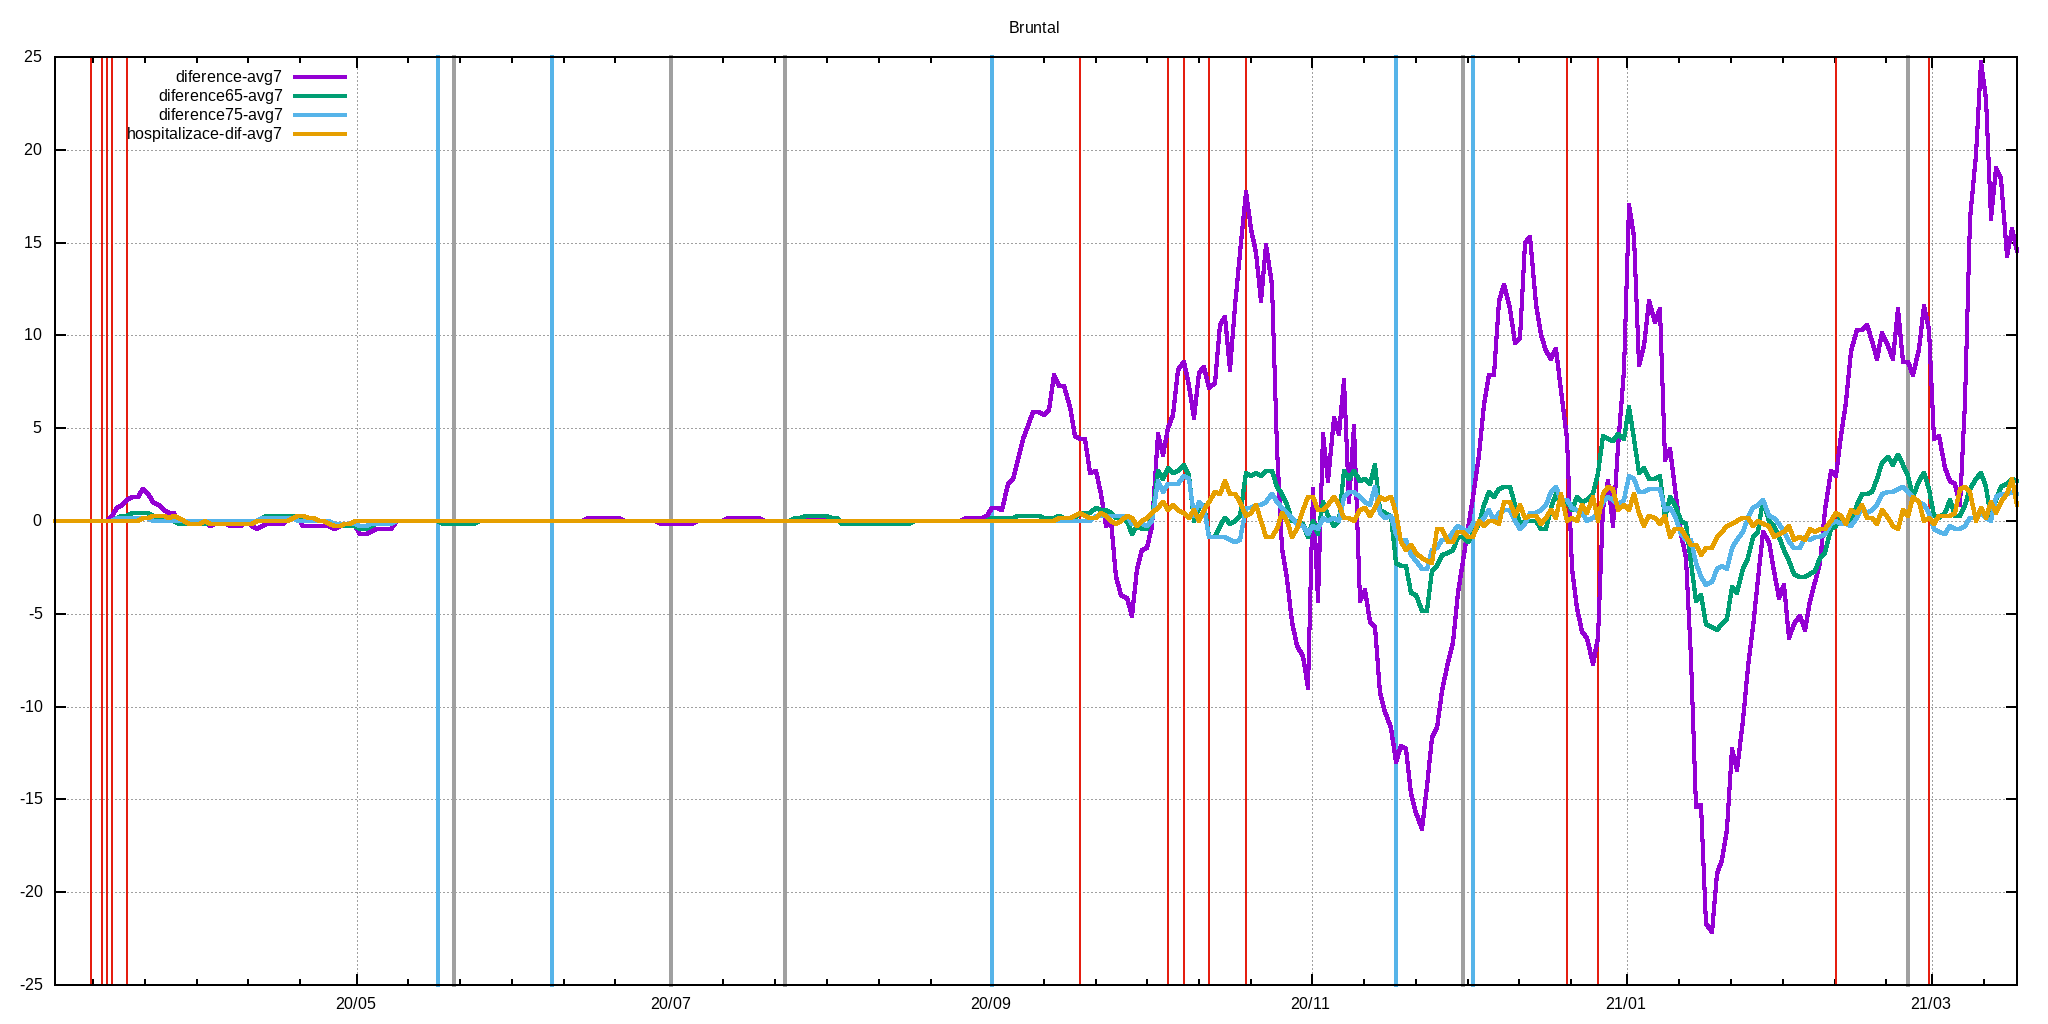 Bruntal
25
diference-avg7
diference65-avg7
diference75-avg7
hospitalizace-dif-avg7
20
15
10
5
0
-5
-10
-15
-20
-25
20/05 20/07 20/09 20/11 21/01 21/03